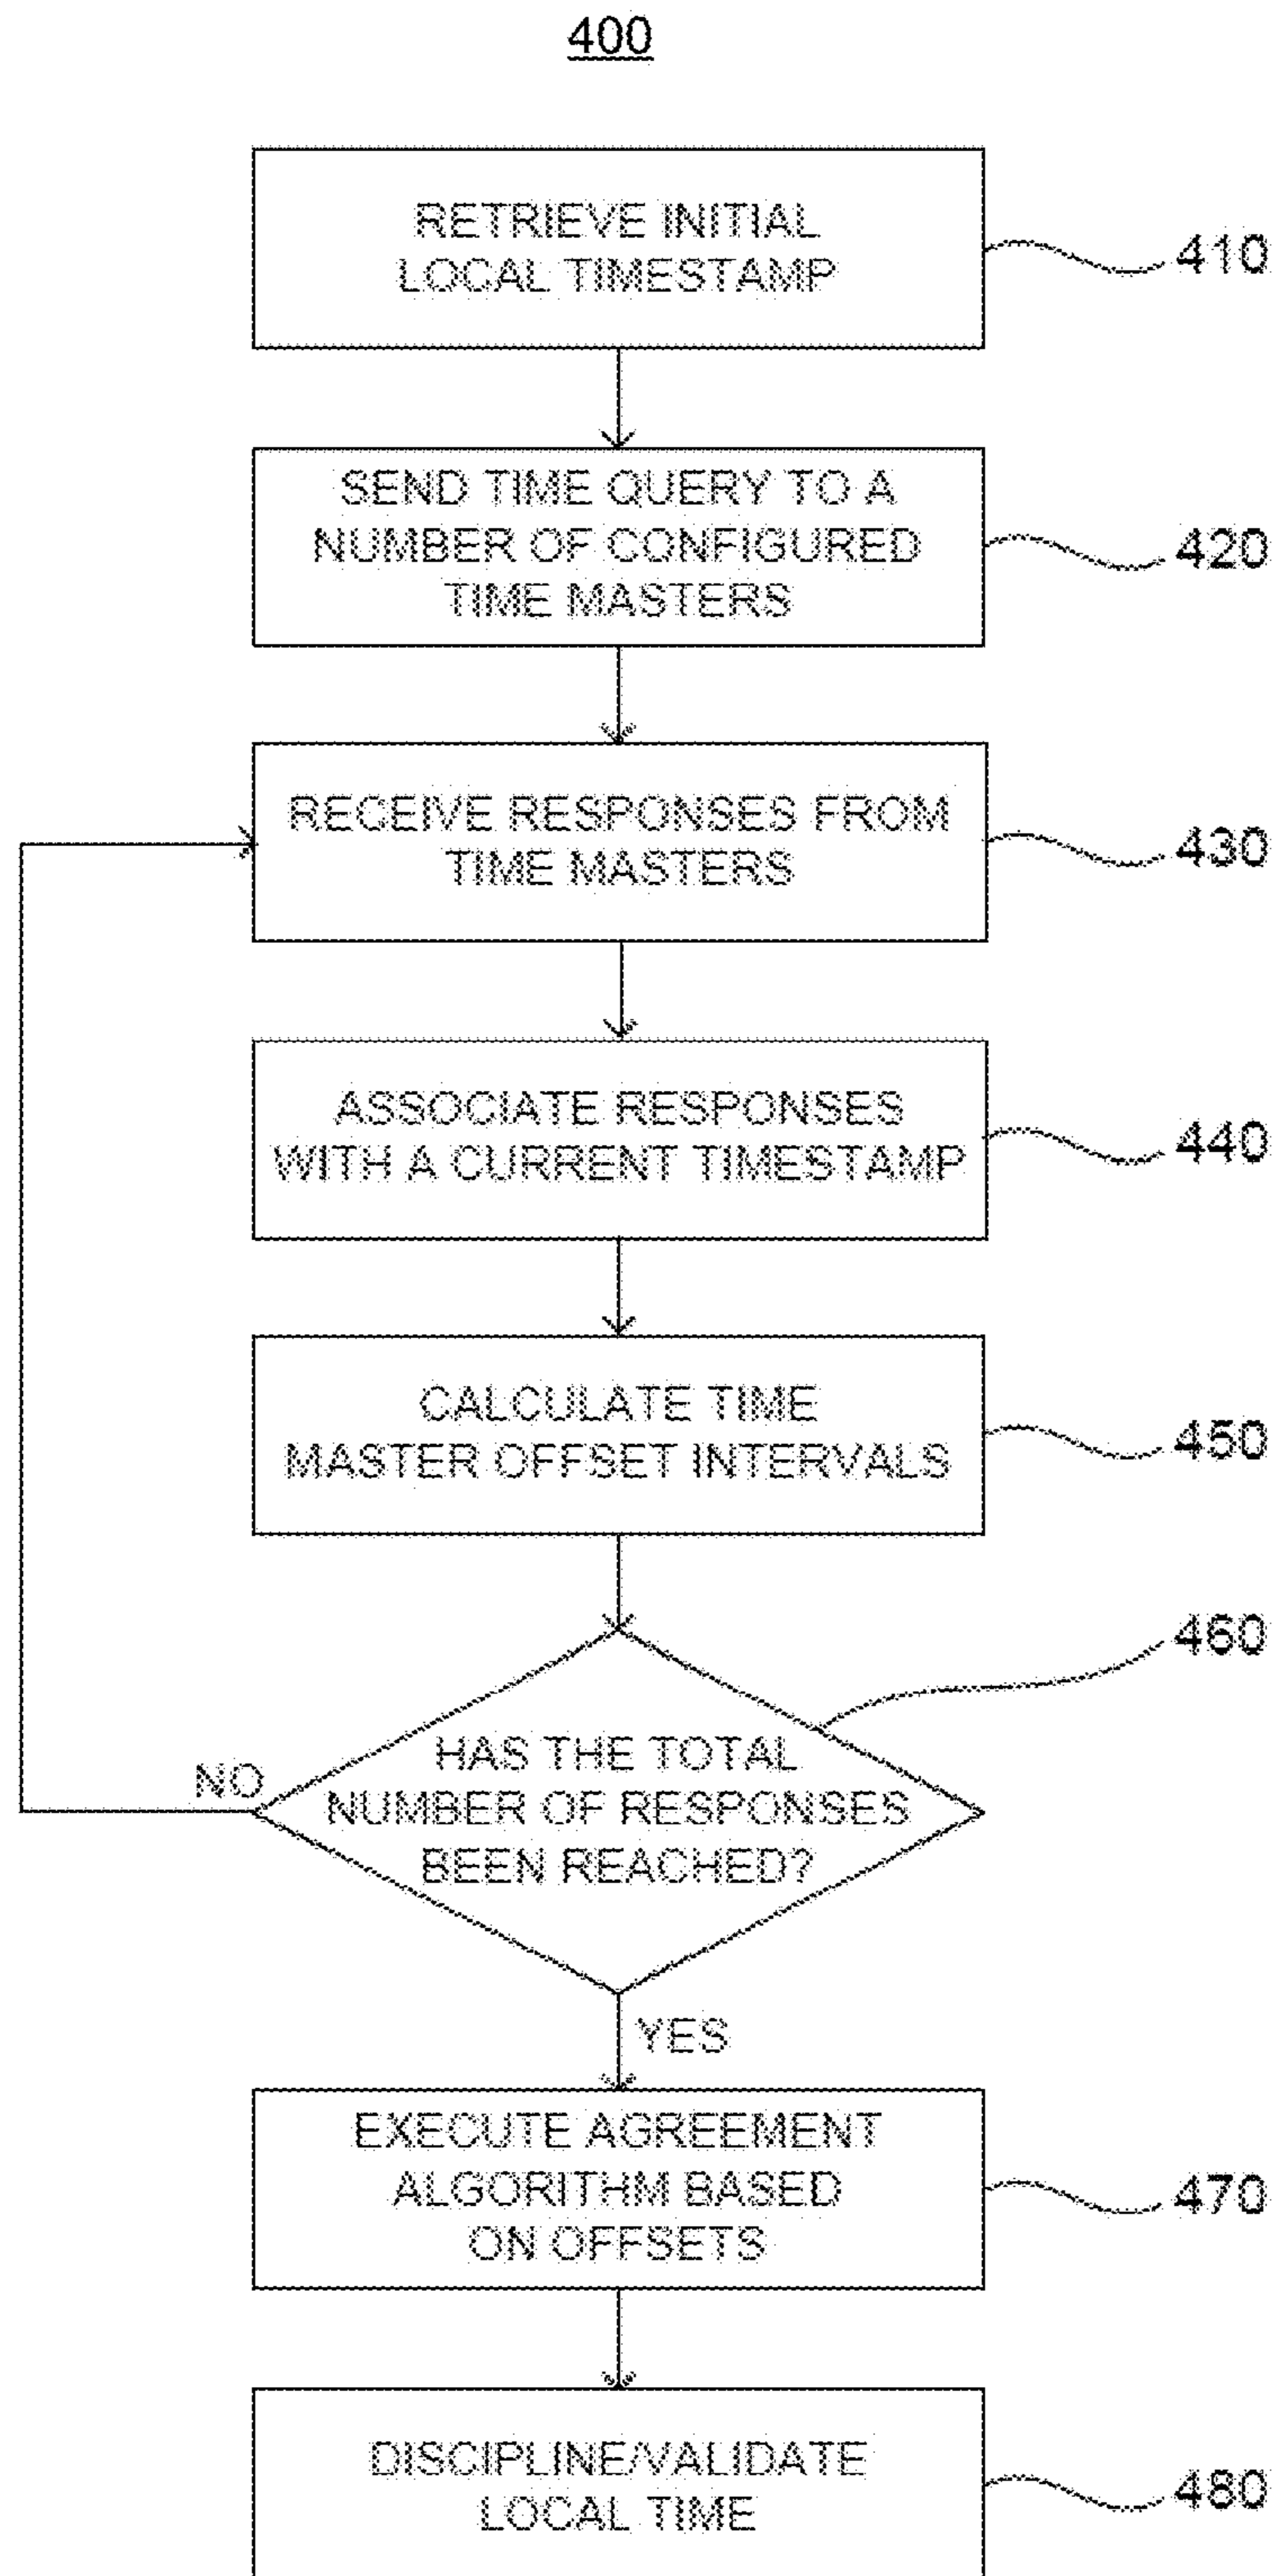 400
RETRIEVE INITIAL
LOCAL TIMESTAMP
410
SEND TIME QUERY TO A
NUMBER OF CONFIGURED
TIME MASTERS
420
RECEIVE RESPONSES FROM
TIME MASTERS
430
ASSOCIATE RESPONSES
WITH A CURRENT TIMESTAMP
440
CALCULATE TIME
MASTER OFFSET INTERVALS
450
460
NO
HAS THE TOTAL
NUMBER OF RESPONSES
BEEN REACHED?
YES
EXECUTE AGREEMENT
ALGORITHM BASED
ON OFFSETS
470
DISCIPLINE/VALIDATE
LOCAL TIME
480